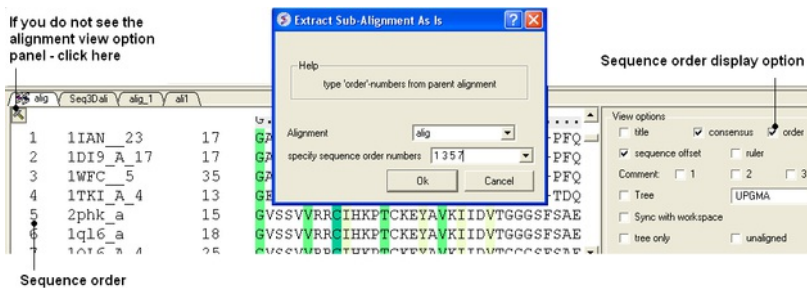 If you do not see the
alignment view option
panel - click here
Extract Sub-Alignment As Is
Help
type 'order'-numbers from parent alignment
Alignment alig
specify sequence order numbers 1 3 5 7
Ok Cancel
Sequence order display option
alig Seq3Dali alig_1 ali1
View options
title consensus order
sequence offset ruler
Comment: 1 2 3
Tree UPGMA
Sync with workspace
tree only unaligned
1 1IAN__23 17 GA -PFQ
2 1DI9_A_17 17 GA -PFQ
3 1WFC__5 35 GA -PFQ
4 1TKI_A_4 13 -TDQ
5 2phk_a 15 GVSSVVRRCIHKPTCKEYAVKIIDVTGGGSFSAE
6 1ql6_a 18 GVSSVVRRCIHKPTCKEYAVKIIDVTGGGSFSAE
Sequence order